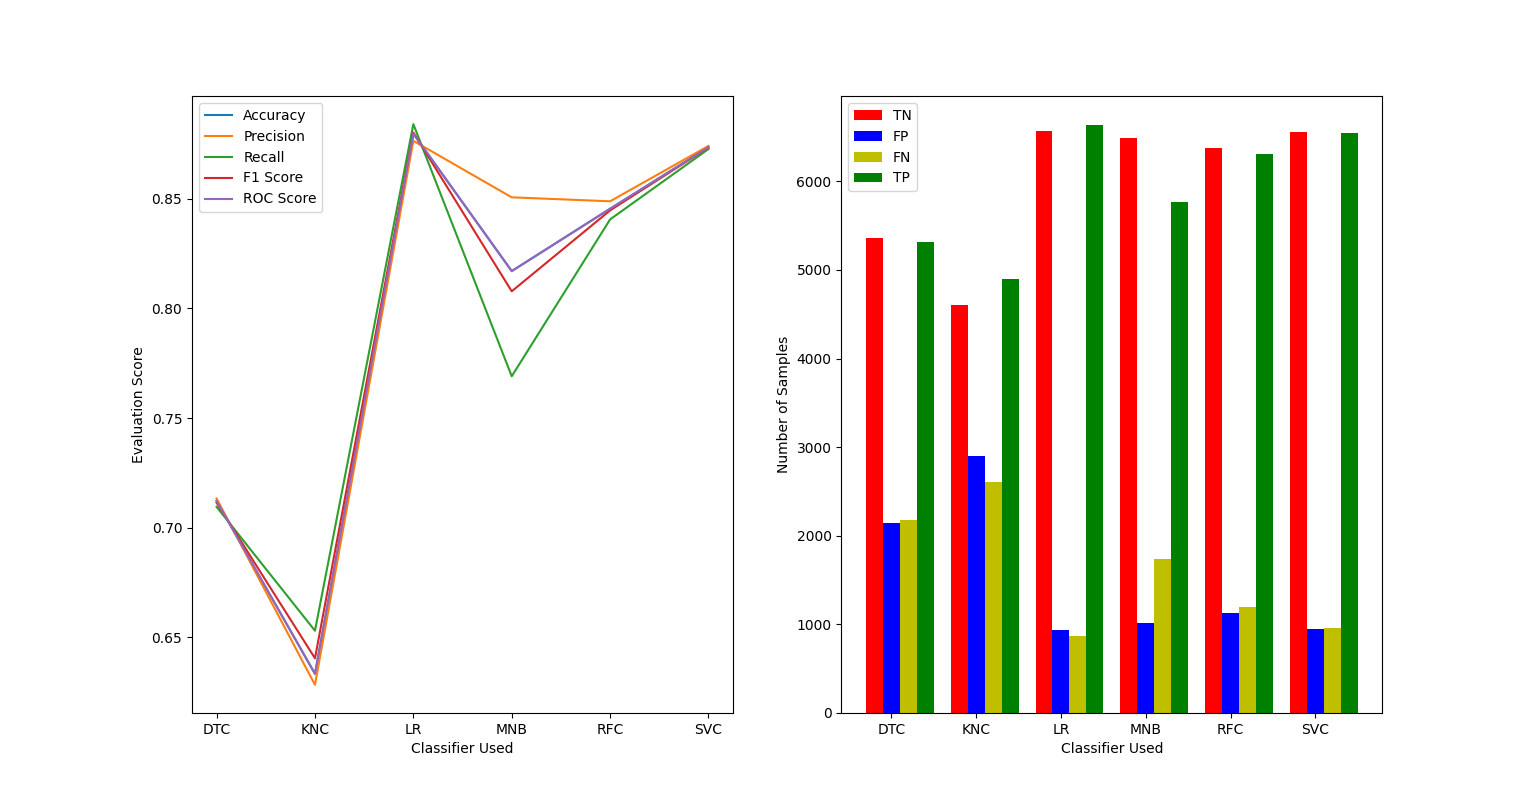 Accuracy
Precision
Recall
F1 Score
ROC Score
Evaluation Score
0.85
0.80
0.75
0.70
0.65
DTC KNC LR MNB RFC SVC
Classifier Used
TN
FP
FN
TP
Number of Samples
6000
5000
4000
3000
2000
1000
0
DTC KNC LR MNB RFC SVC
Classifier Used